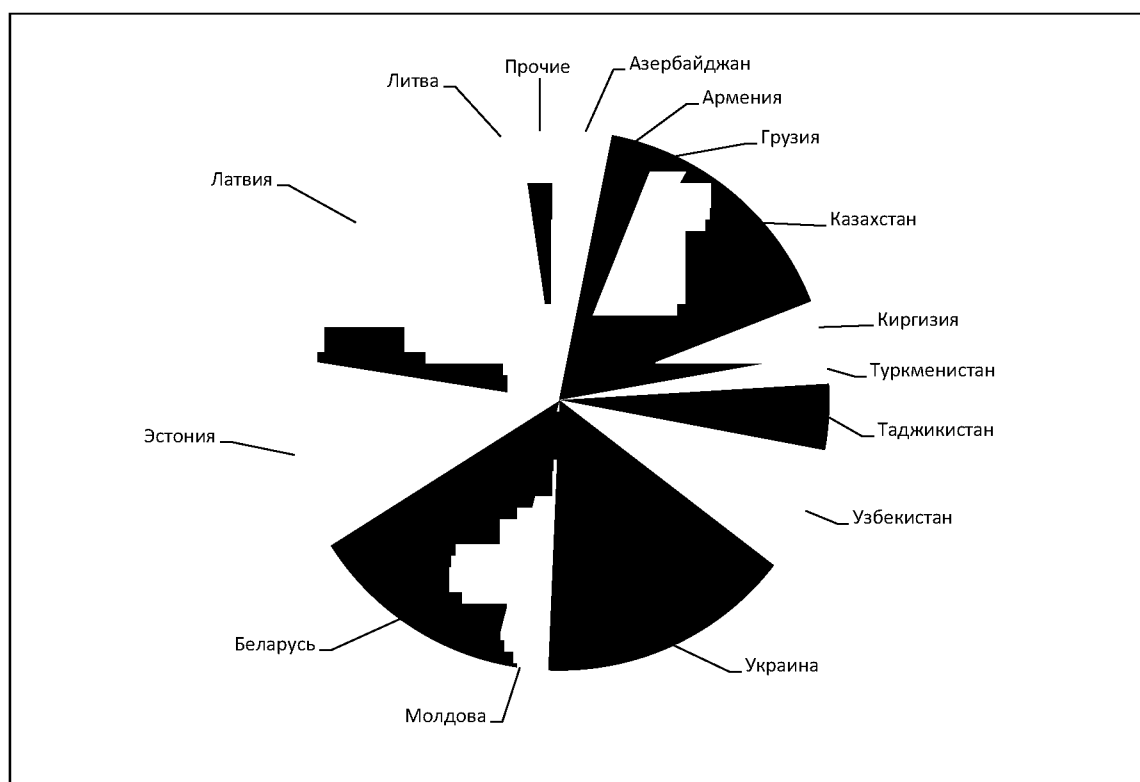 Прочие
Азербайджан
Литва
Армения
Грузия
Латвия
Казахстан
Киргизия
Туркменистан
Эстония
Таджикистан
Узбекистан
Беларусь
Украина
Молдова